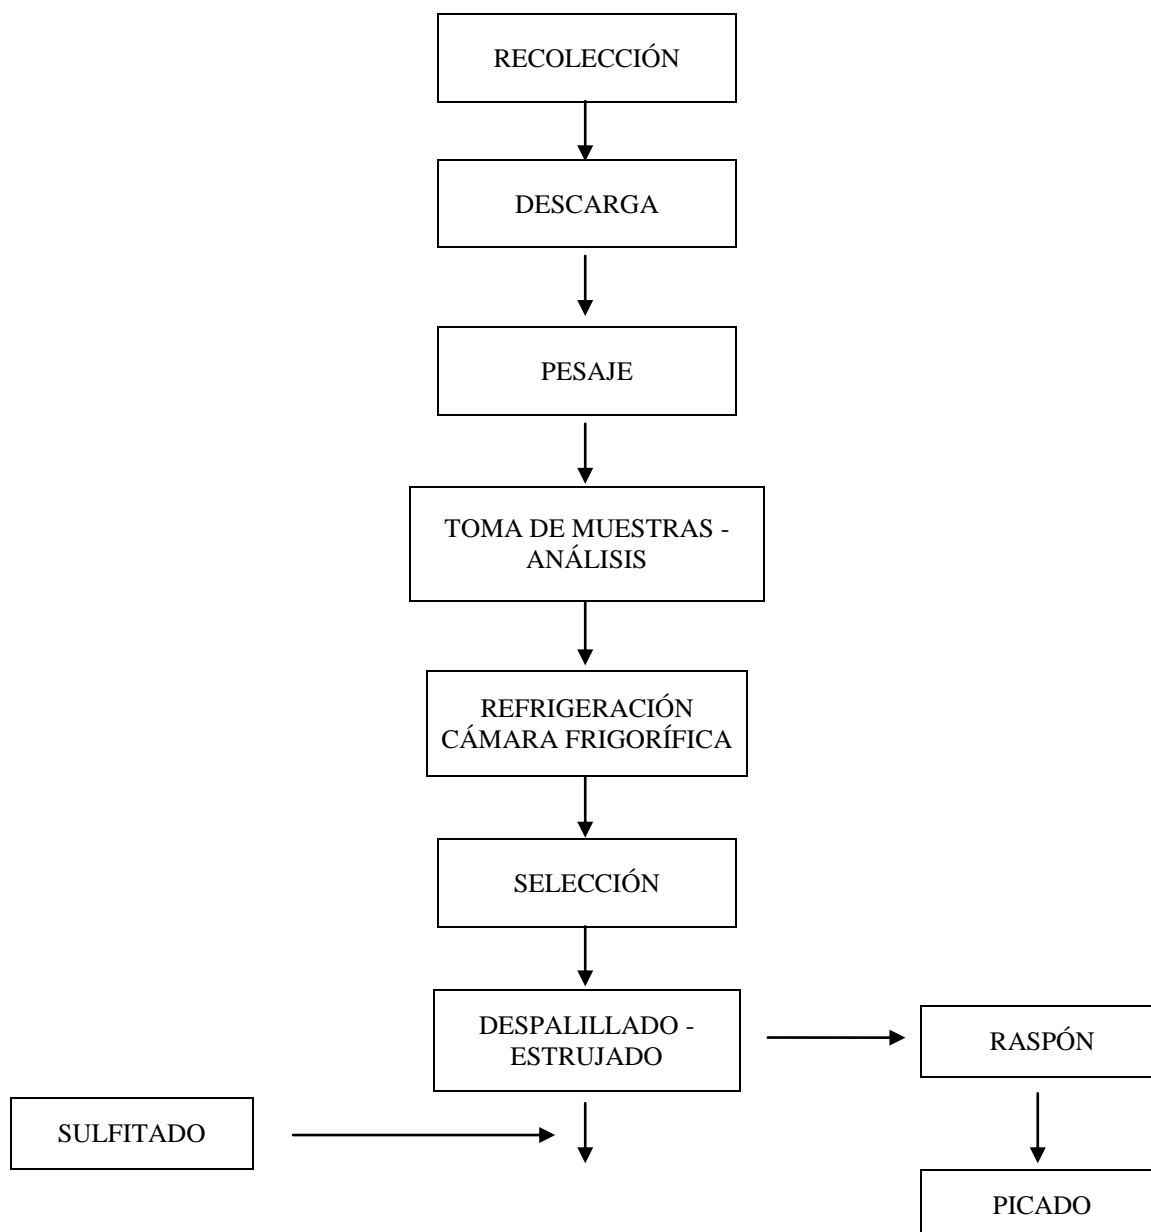 RECOLECCIÓN
DESCARGA
PESAJE
TOMA DE MUESTRAS -
ANÁLISIS
REFRIGERACIÓN
CÁMARA FRIGORÍFICA
SELECCIÓN
DESPALILLADO -
ESTRUJADO
RASPÓN
SULFITADO
PICADO